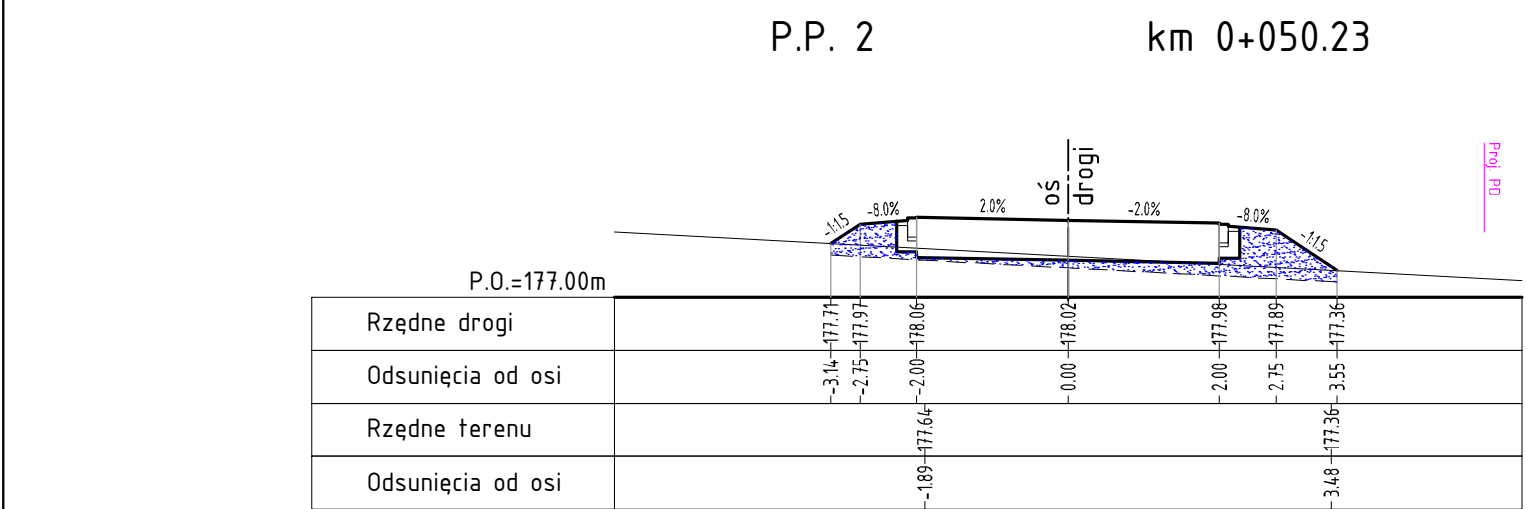 P.P. 2 km 0+050.23
Proj. PD
oś
drogi
-1:1.5 -8.0% 2.0% -2.0% -8.0% -1:1.5
P.O.=177.00m
Rzędne drogi 177.71 177.97 178.06 178.02 177.98 177.89 177.36
Odsunięcia od osi -3.14 -2.75 -2.00 0.00 2.00 2.75 3.55
Rzędne terenu 177.64 177.36
Odsunięcia od osi -1.89 3.48